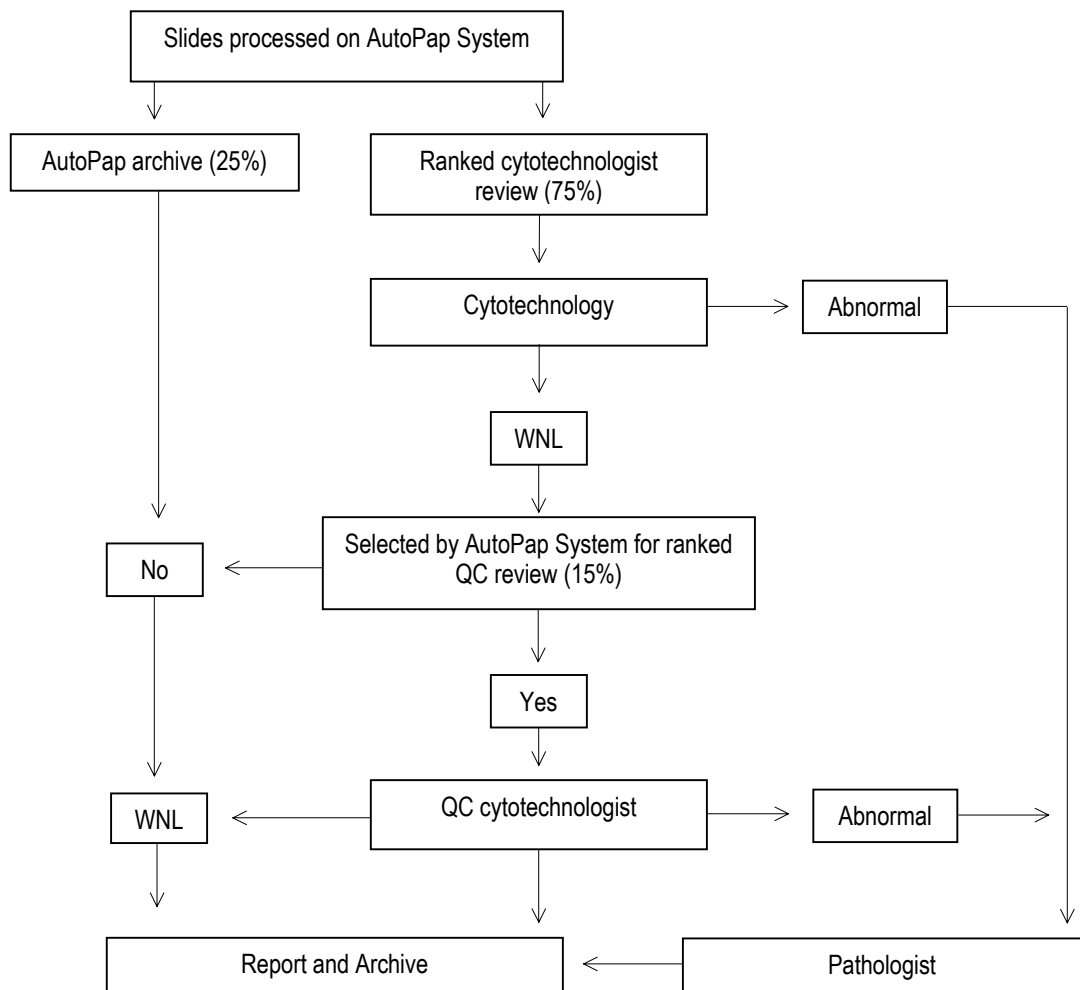 Slides processed on AutoPap System
AutoPap archive (25%)
Ranked cytotechnologist
review (75%)
Cytotechnology
Abnormal
WNL
Selected by AutoPap System for ranked
QC review (15%)
No
Yes
WNL
QC cytotechnologist
Abnormal
Report and Archive
Pathologist